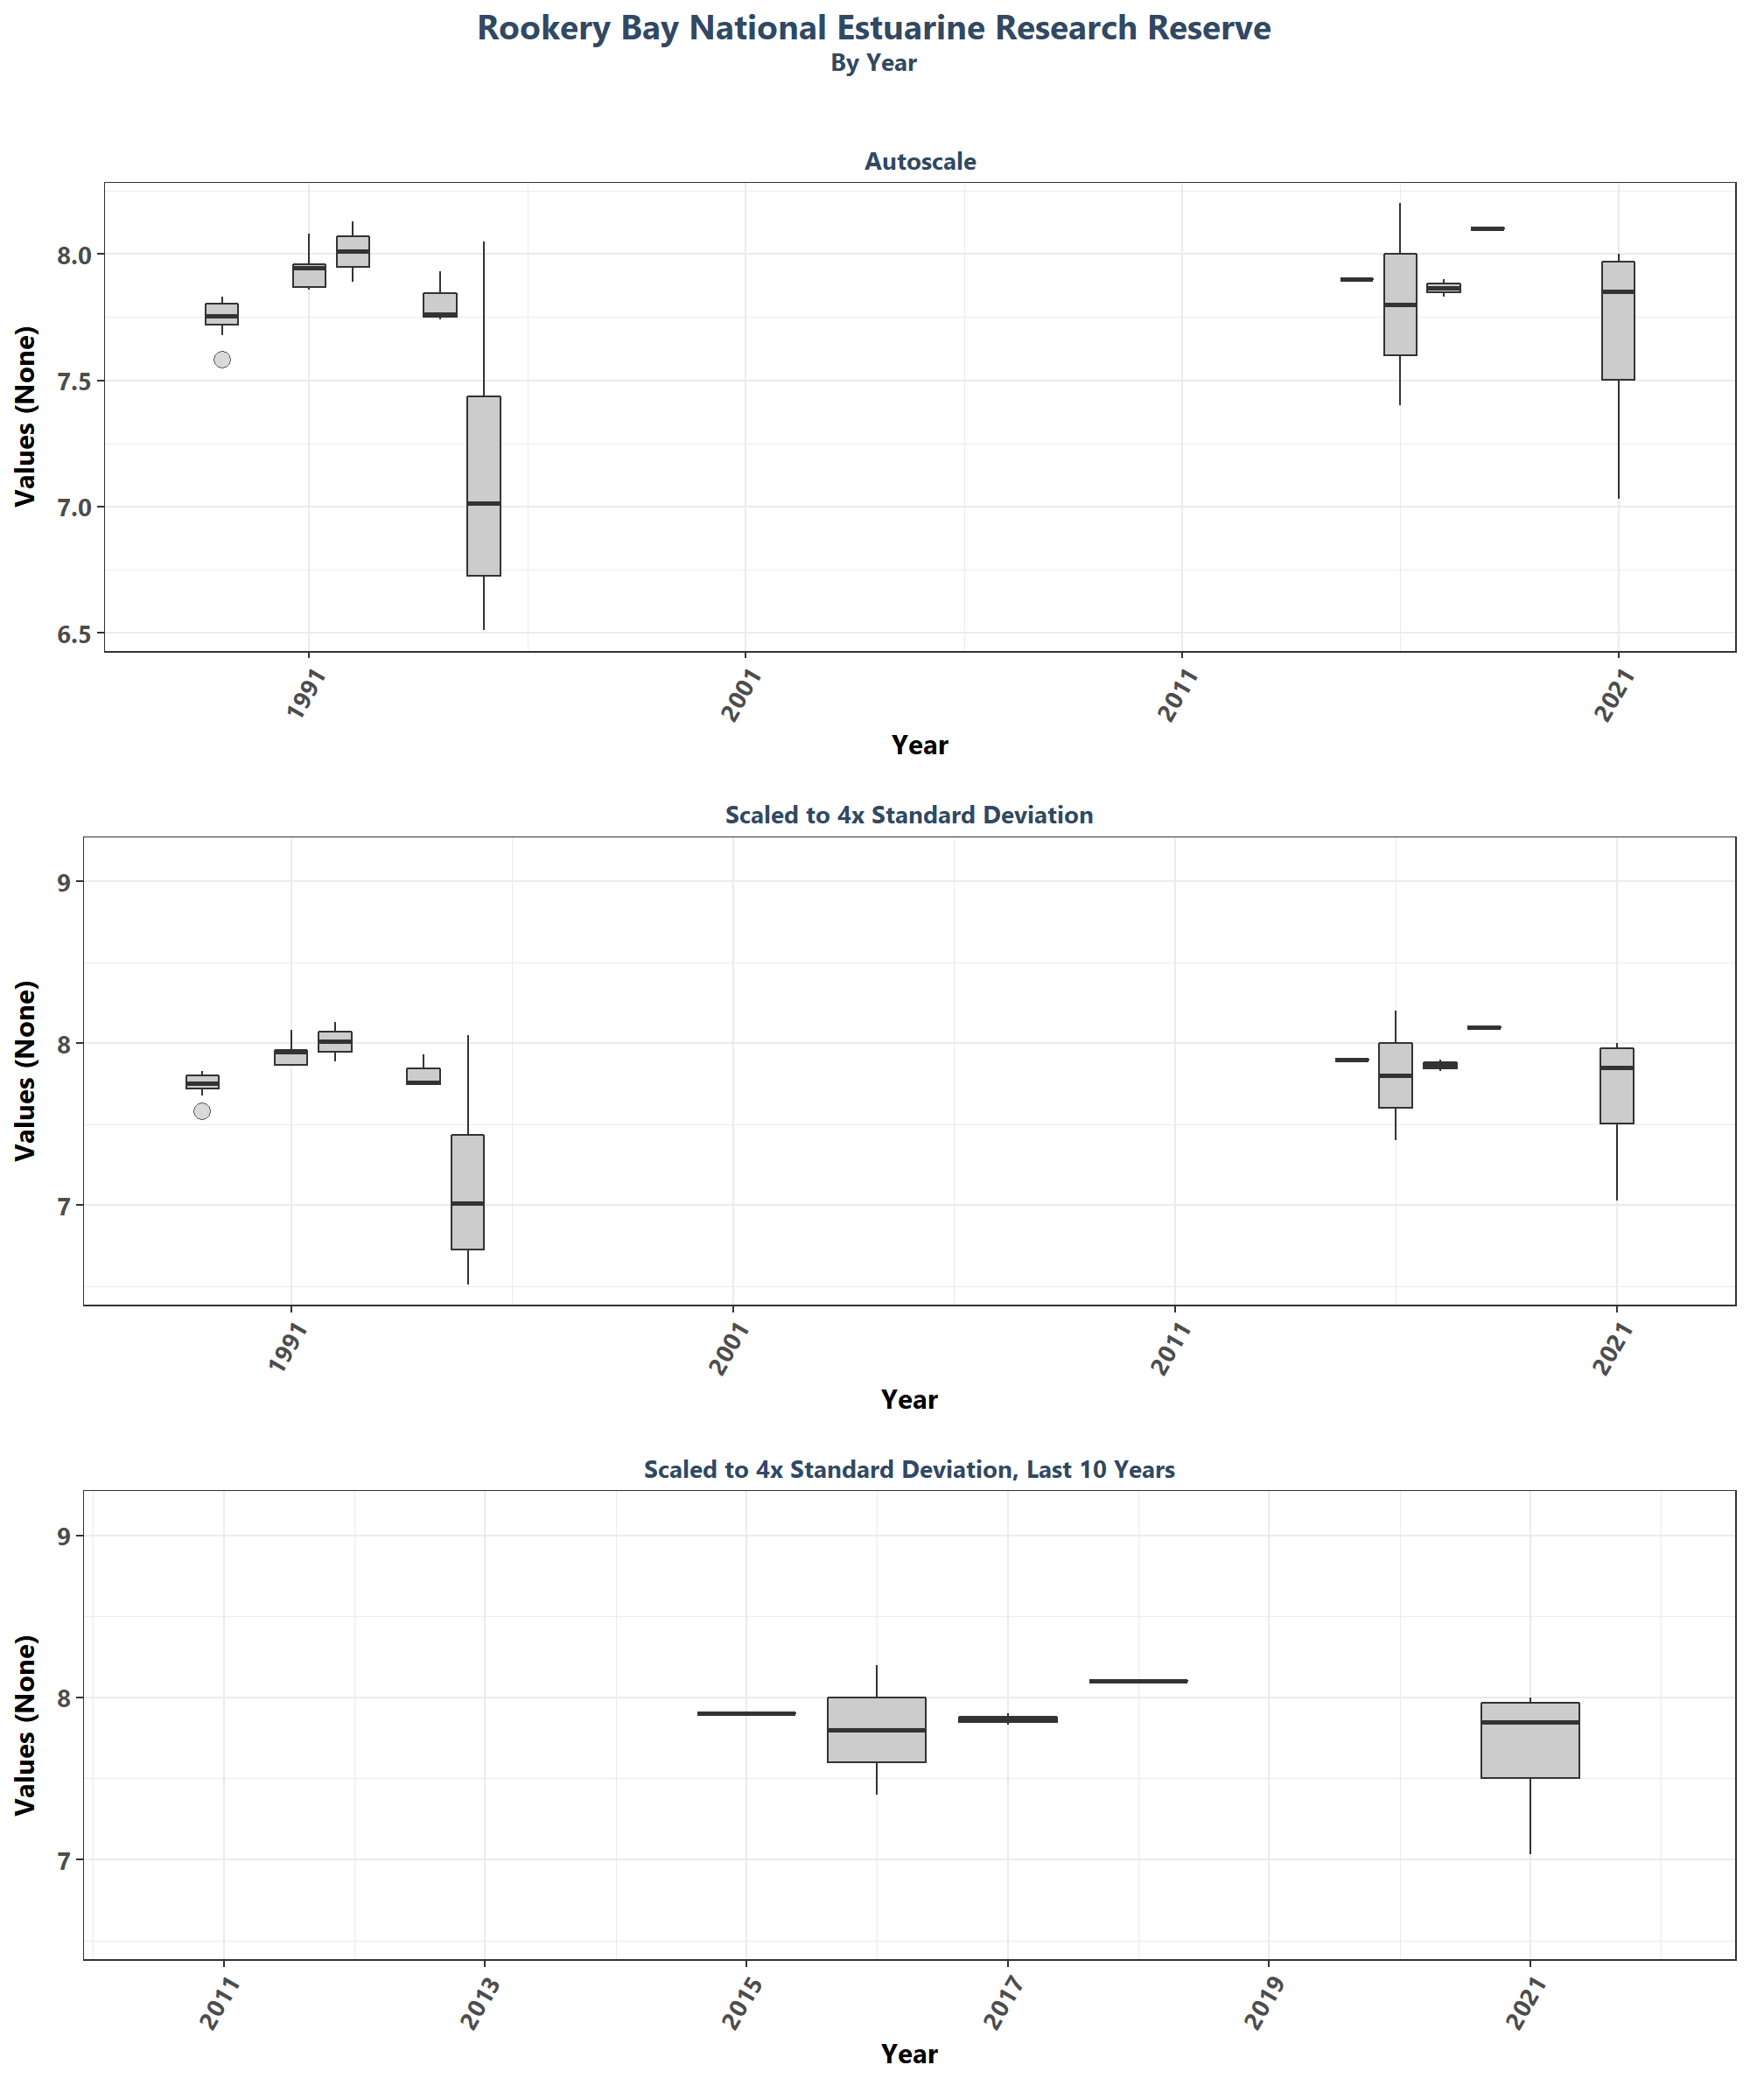 Rookery Bay National Estuarine Research Reserve
By Year
Autoscale
Values (None)
8.0
7.5
7.0
6.5
1991
2001
2011
2021
Year
Scaled to 4x Standard Deviation
Values (None)
9
8
7
1991
2001
2011
2021
Year
Scaled to 4x Standard Deviation, Last 10 Years
Values (None)
9
8
7
2011
2013
2015
2017
2019
2021
Year